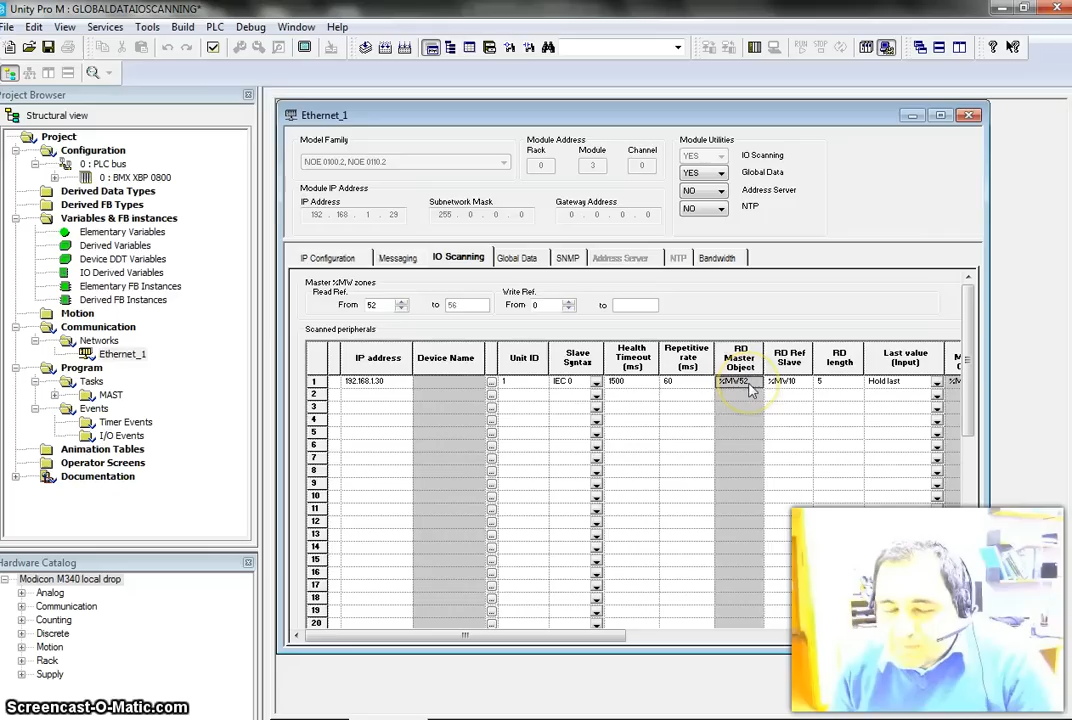 Unity Pro M : GLOBALDATAIOSCANNING*
File Edit View Services Tools Build PLC Debug Window Help
Project Browser
Structural view
Project
Configuration
0 : PLC bus
0 : BMX XBP 0800
Derived Data Types
Derived FB Types
Variables & FB instances
Elementary Variables
Derived Variables
Device DDT Variables
IO Derived Variables
Elementary FB Instances
Derived FB Instances
Motion
Communication
Networks
Ethernet_1
Program
Tasks
MAST
Events
Timer Events
I/O Events
Animation Tables
Operator Screens
Documentation
Hardware Catalog
Modicon M340 local drop
Analog
Communication
Counting
Discrete
Motion
Rack
Supply
Ethernet_1
Model Family
NOE 0100.2, NOE 0110.2
Module Address
Rack Module Channel
0 3 0
Module Utilities
YES IO Scanning
YES Global Data
NO Address Server
NO NTP
Module IP Address
IP Address Subnetwork Mask Gateway Address
192 . 168 . 1 . 29 255 . 0 . 0 . 0 0 . 0 . 0 . 0
IP Configuration Messaging IO Scanning Global Data SNMP Address Server NTP Bandwidth
Master %MW zones
Read Ref. Write Ref.
From 52 to 56 From 0 to
Scanned peripherals
IP address Device Name Unit ID Slave Syntax Health Timeout (ms) Repetitive rate (ms) RD Master Object RD Ref Slave RD length Last value (Input)
1 192.168.1.30 ... 1 IEC 0 1500 60 %MW52 %MW10 5 Hold last
2
3
4
5
6
7
8
9
10
11
12
13
14
15
16
17
18
19
20
Screencast-O-Matic.com